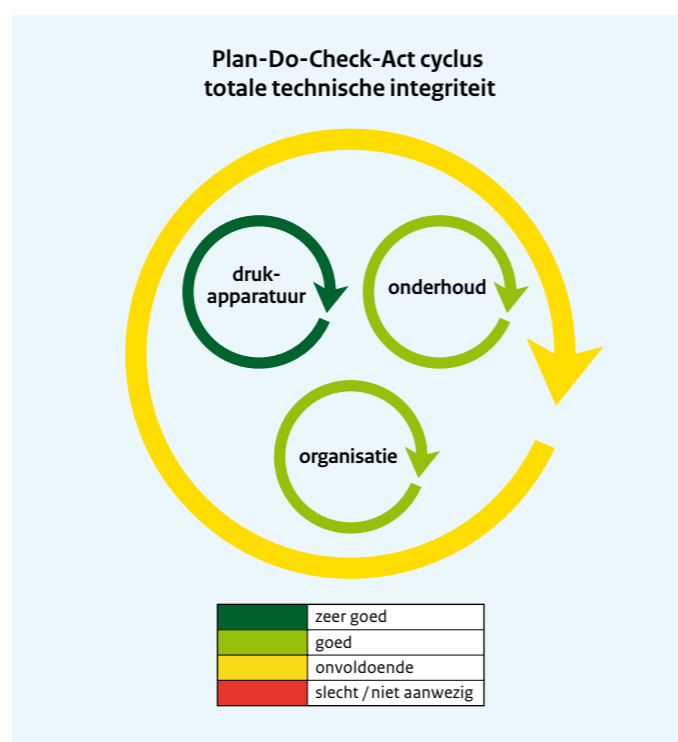 Plan-Do-Check-Act cyclus
totale technische integriteit
druk-
apparatuur
onderhoud
organisatie
zeer goed
goed
onvoldoende
slecht / niet aanwezig